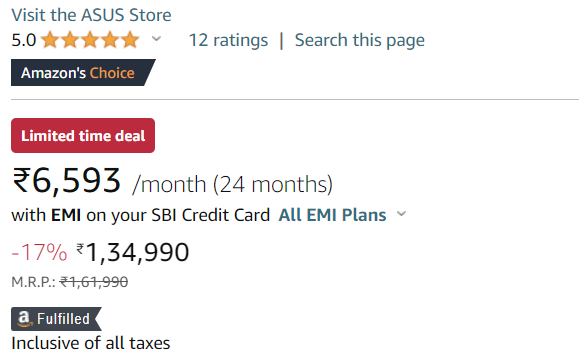 Visit the ASUS Store
5.0 12 ratings | Search this page
Amazon's Choice
Limited time deal
₹6,593 /month (24 months)
with EMI on your SBI Credit Card All EMI Plans
-17% ₹1,34,990
M.R.P.: ₹1,61,990
a Fulfilled
Inclusive of all taxes